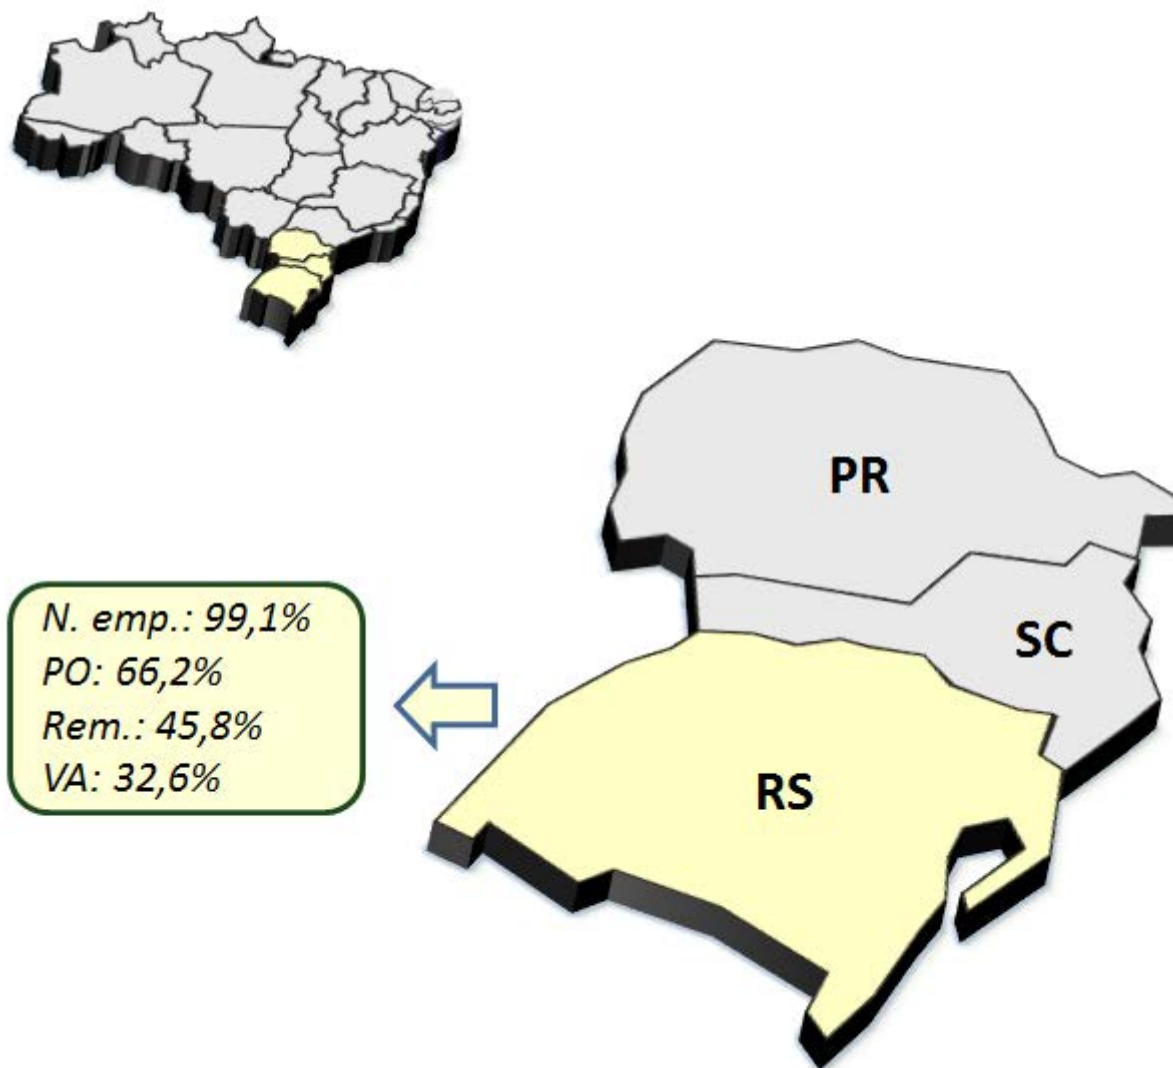 PR
SC
N. emp.: 99,1%
PO: 66,2%
Rem.: 45,8%
VA: 32,6%
RS